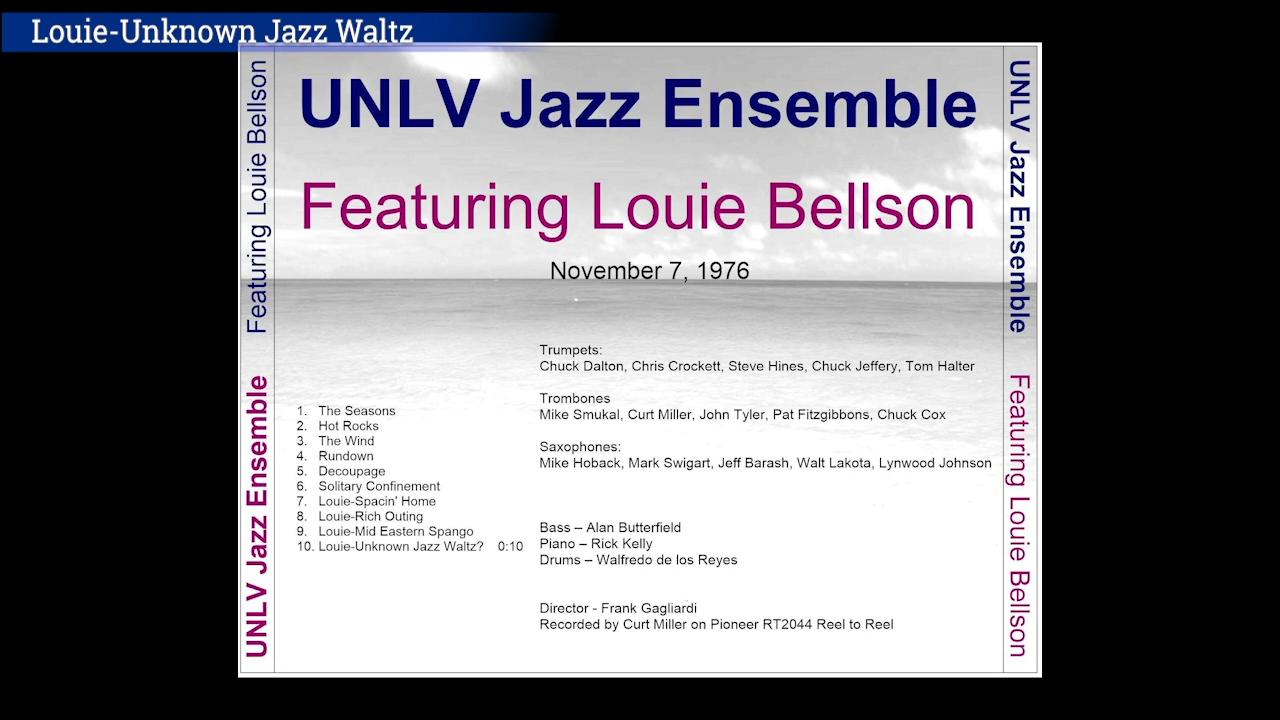 Louie-Unknown Jazz Waltz
UNLV Jazz Ensemble
Featuring Louie Bellson
November 7, 1976
Trumpets:
Chuck Dalton, Chris Crockett, Steve Hines, Chuck Jeffery, Tom Halter
Trombones
Mike Smukal, Curt Miller, John Tyler, Pat Fitzgibbons, Chuck Cox
Saxophones:
Mike Hoback, Mark Swigart, Jeff Barash, Walt Lakota, Lynwood Johnson
1. The Seasons
2. Hot Rocks
3. The Wind
4. Rundown
5. Decoupage
6. Solitary Confinement
7. Louie-Spacin' Home
8. Louie-Rich Outing
9. Louie-Mid Eastern Spango
10. Louie-Unknown Jazz Waltz? 0:10
Bass – Alan Butterfield
Piano – Rick Kelly
Drums – Walfredo de los Reyes
Director - Frank Gagliardi
Recorded by Curt Miller on Pioneer RT2044 Reel to Reel
UNLV Jazz Ensemble Featuring Louie Bellson
UNLV Jazz Ensemble Featuring Louie Bellson